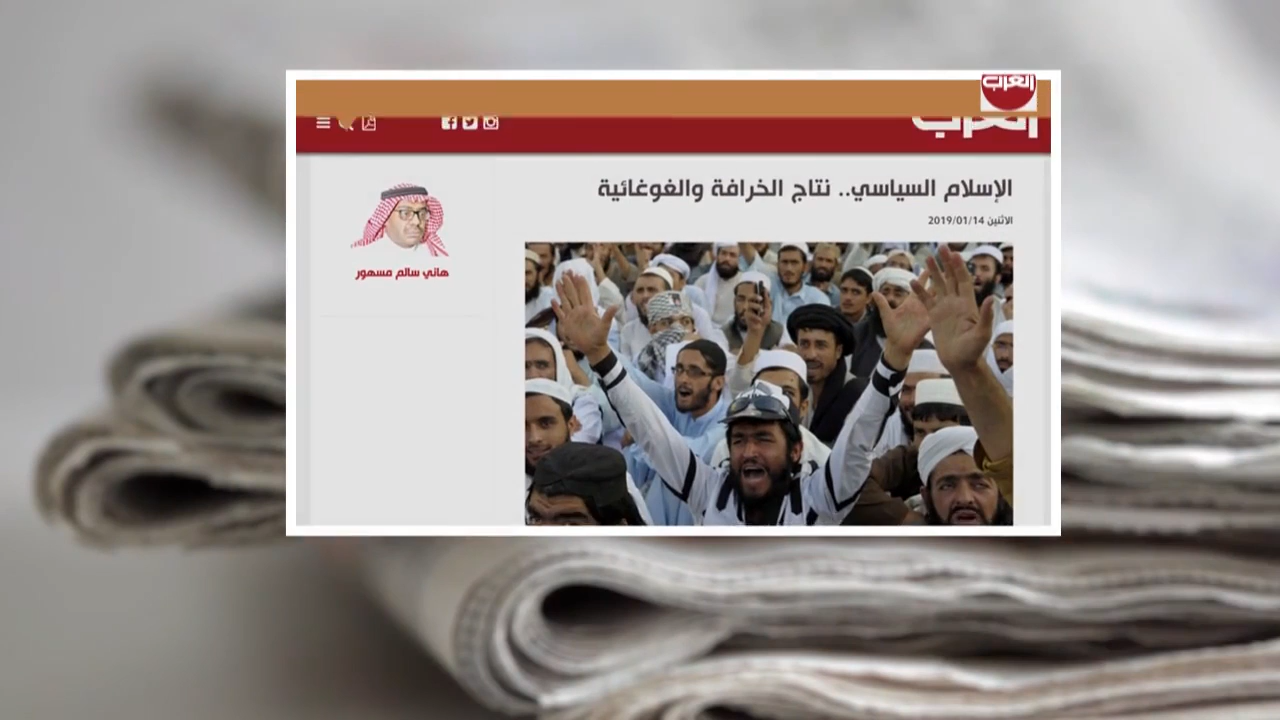 العرب
العرب
الإسلام السياسي.. نتاج الخرافة والغوغائية
الاثنين 2019/01/14
هاني سالم مسهور